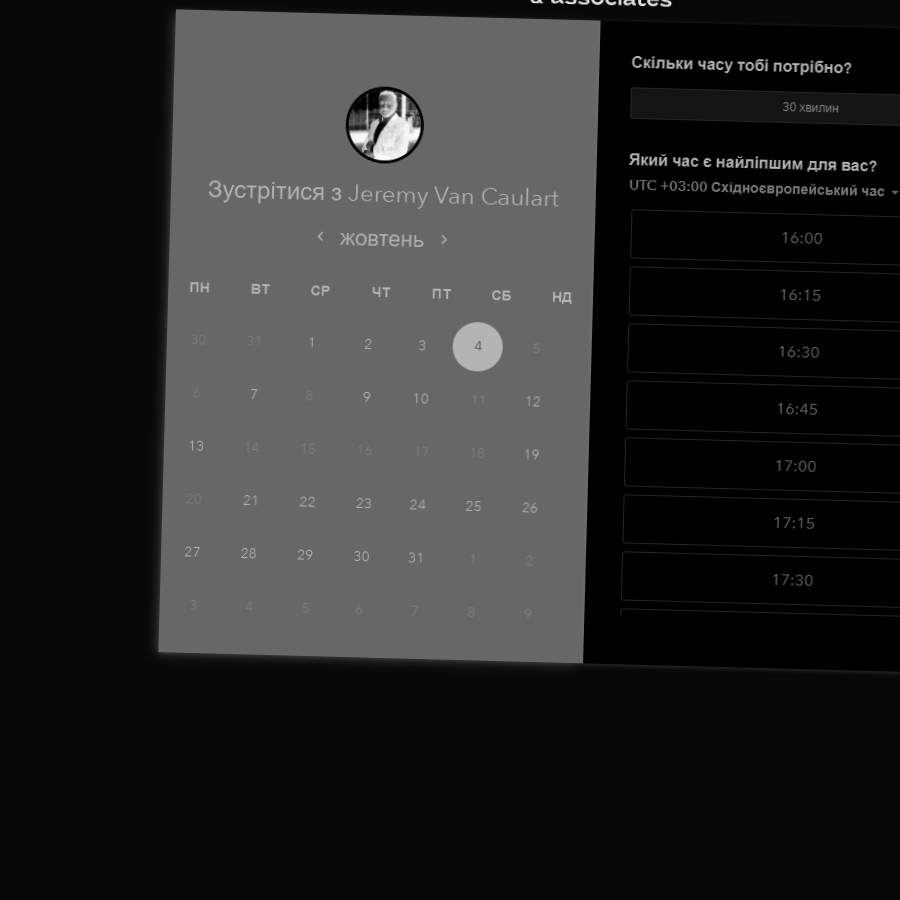 & associates
Зустрітися з Jeremy Van Caulart
жовтень
ПН ВТ СР ЧТ ПТ СБ НД
30 31 1 2 3 4 5
6 7 8 9 10 11 12
13 14 15 16 17 18 19
20 21 22 23 24 25 26
27 28 29 30 31 1 2
3 4 5 6 7 8 9
Скільки часу тобі потрібно?
30 хвилин
Який час є найліпшим для вас?
UTC +03:00 Східноєвропейський час
16:00
16:15
16:30
16:45
17:00
17:15
17:30